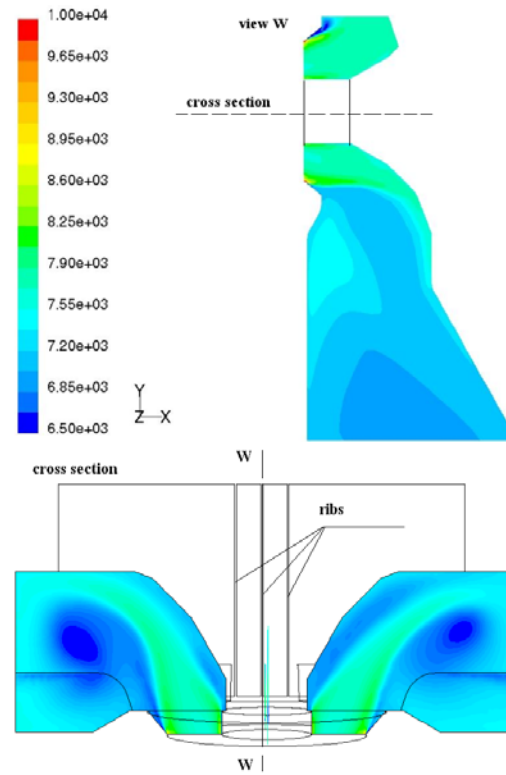 1.00e+04
9.65e+03
9.30e+03
8.95e+03
8.60e+03
8.25e+03
7.90e+03
7.55e+03
7.20e+03
6.85e+03
6.50e+03
view W
cross section
Y
Z X
cross section
W
ribs
W